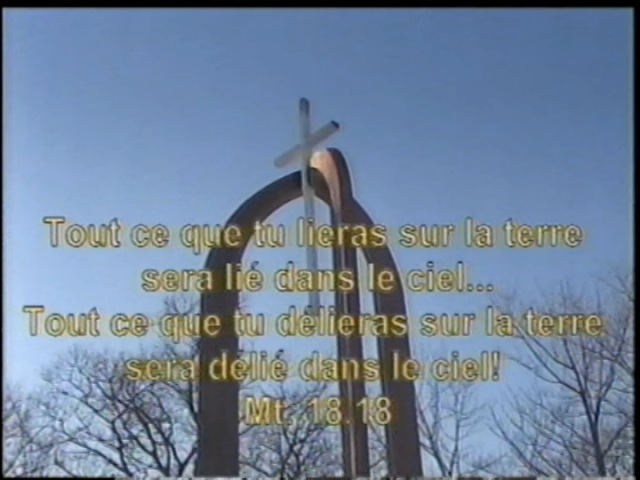 Tout ce que tu lieras sur la terre
sera lié dans le ciel...
Tout ce que tu délieras sur la terre
sera délié dans le ciel!
Mt. 18.18